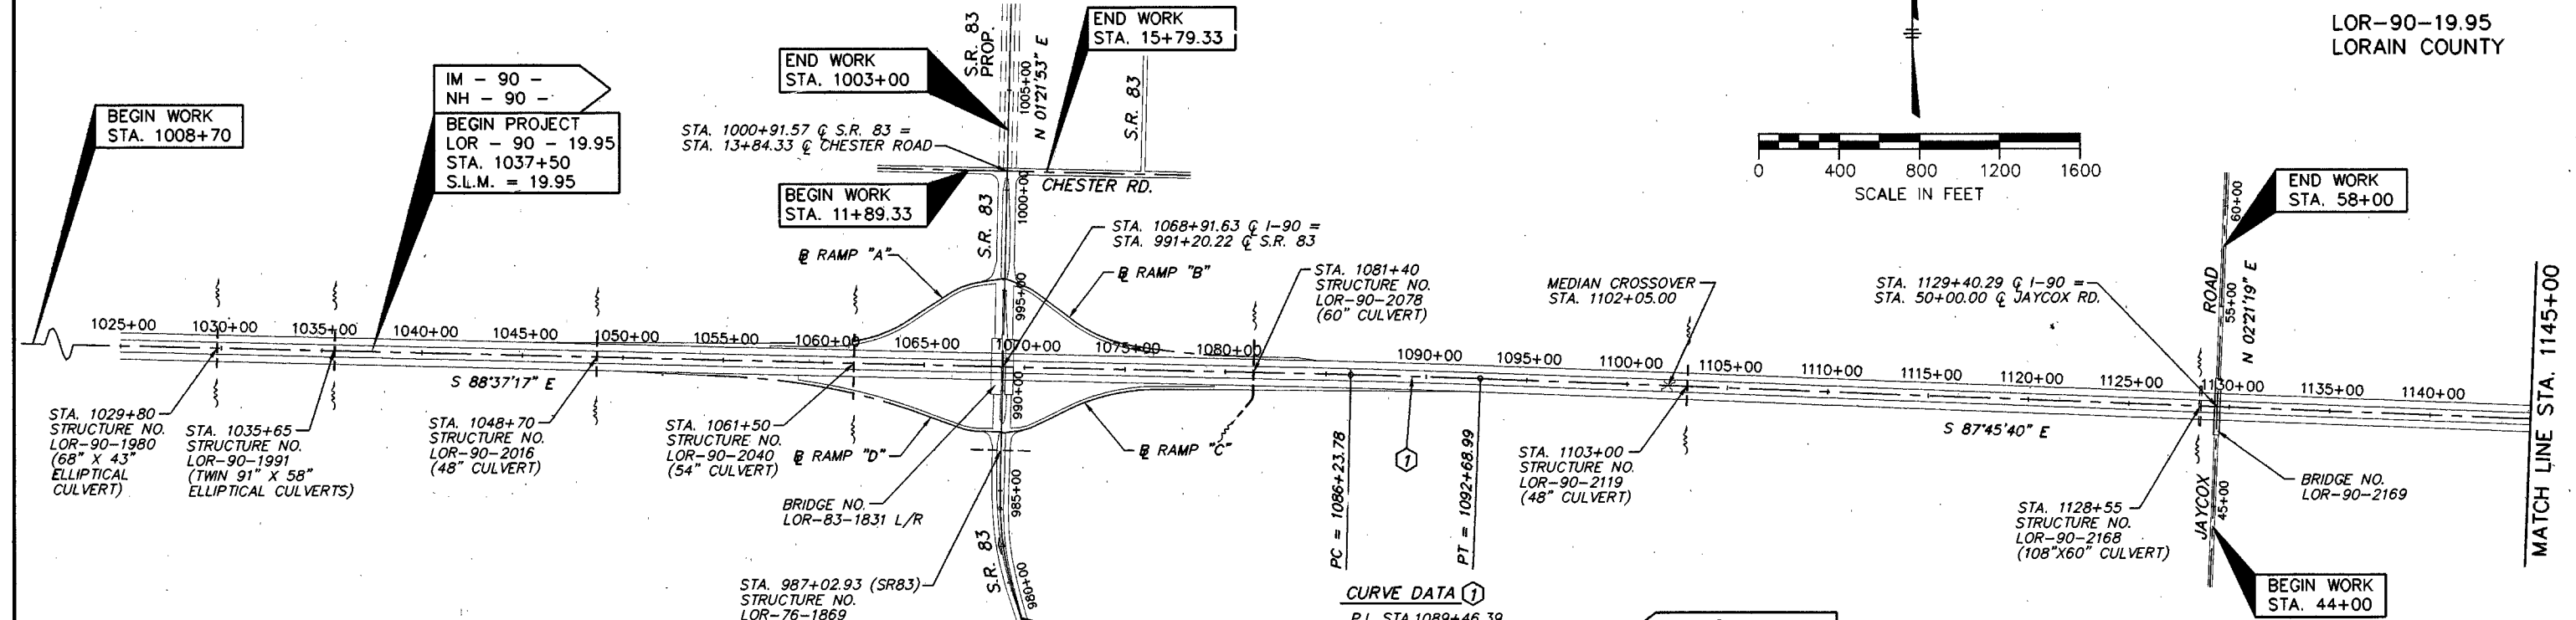 LOR-90-19.95
LORAIN COUNTY
BEGIN WORK
STA. 1008+70
IM - 90 -
NH - 90 -
BEGIN PROJECT
LOR - 90 - 19.95
STA. 1037+50
S.L.M. = 19.95
END WORK
STA. 1003+00
S.R. 83
PROP.
1005+00
N 01°21'53" E
END WORK
STA. 15+79.33
S.R. 83
STA. 1000+91.57 ℄ S.R. 83 =
STA. 13+84.33 ℄ CHESTER ROAD
CHESTER RD.
BEGIN WORK
STA. 11+89.33
S.R. 83
1000+00
0 400 800 1200 1600
SCALE IN FEET
END WORK
STA. 58+00
STA. 1068+91.63 ℄ I-90 =
STA. 991+20.22 ℄ S.R. 83
RAMP "A"
RAMP "B"
995+00
STA. 1081+40
STRUCTURE NO.
LOR-90-2078
(60" CULVERT)
MEDIAN CROSSOVER
STA. 1102+05.00
STA. 1129+40.29 ℄ I-90 =
STA. 50+00.00 ℄ JAYCOX RD.
ROAD
60+00
55+00
N 02°21'19" E
MATCH LINE STA. 1145+00
1025+00 1030+00 1035+00 1040+00 1045+00 1050+00 1055+00 1060+00 1065+00 1070+00 1075+00 1080+00 1090+00 1095+00 1100+00 1105+00 1110+00 1115+00 1120+00 1125+00 1130+00 1135+00 1140+00
S 88°37'17" E
S 87°45'40" E
990+00
STA. 1029+80
STRUCTURE NO.
LOR-90-1980
(68" X 43"
ELLIPTICAL
CULVERT)
STA. 1035+65
STRUCTURE NO.
LOR-90-1991
(TWIN 91" X 58"
ELLIPTICAL CULVERTS)
STA. 1048+70
STRUCTURE NO.
LOR-90-2016
(48" CULVERT)
STA. 1061+50
STRUCTURE NO.
LOR-90-2040
(54" CULVERT)
RAMP "D"
RAMP "C"
BRIDGE NO.
LOR-83-1831 L/R
985+00
S.R. 83
980+00
STA. 987+02.93 (SR83)
STRUCTURE NO.
LOR-76-1869
PC = 1086+23.78
1
PT = 1092+68.99
CURVE DATA 1
P.I. STA.1089+46.39
STA. 1103+00
STRUCTURE NO.
LOR-90-2119
(48" CULVERT)
STA. 1128+55
STRUCTURE NO.
LOR-90-2168
(108"X60" CULVERT)
JAYCOX
45+00
BRIDGE NO.
LOR-90-2169
BEGIN WORK
STA. 44+00